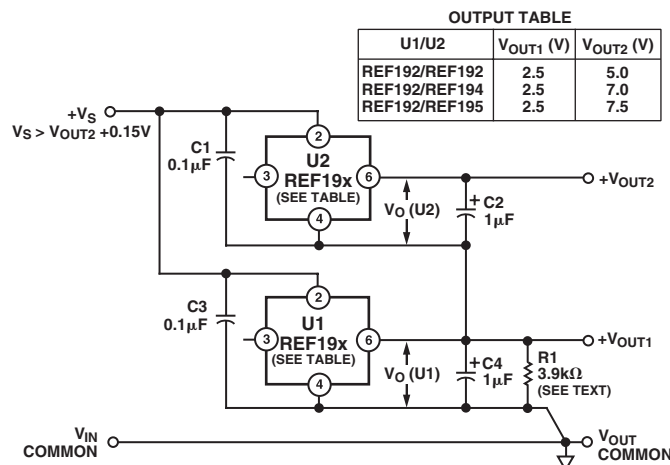 OUTPUT TABLE
U1/U2 VOUT1 (V) VOUT2 (V)
REF192/REF192 2.5 5.0
REF192/REF194 2.5 7.0
REF192/REF195 2.5 7.5
+VS
VS > VOUT2 +0.15V
C1
0.1μF
2
U2
3
REF19x
6
(SEE TABLE)
4
VO (U2)
+
C2
1μF
+VOUT2
C3
0.1μF
2
U1
3
REF19x
6
(SEE TABLE)
4
VO (U1)
+
C4
1μF
R1
3.9kΩ
(SEE TEXT)
+VOUT1
VIN
COMMON
VOUT
COMMON